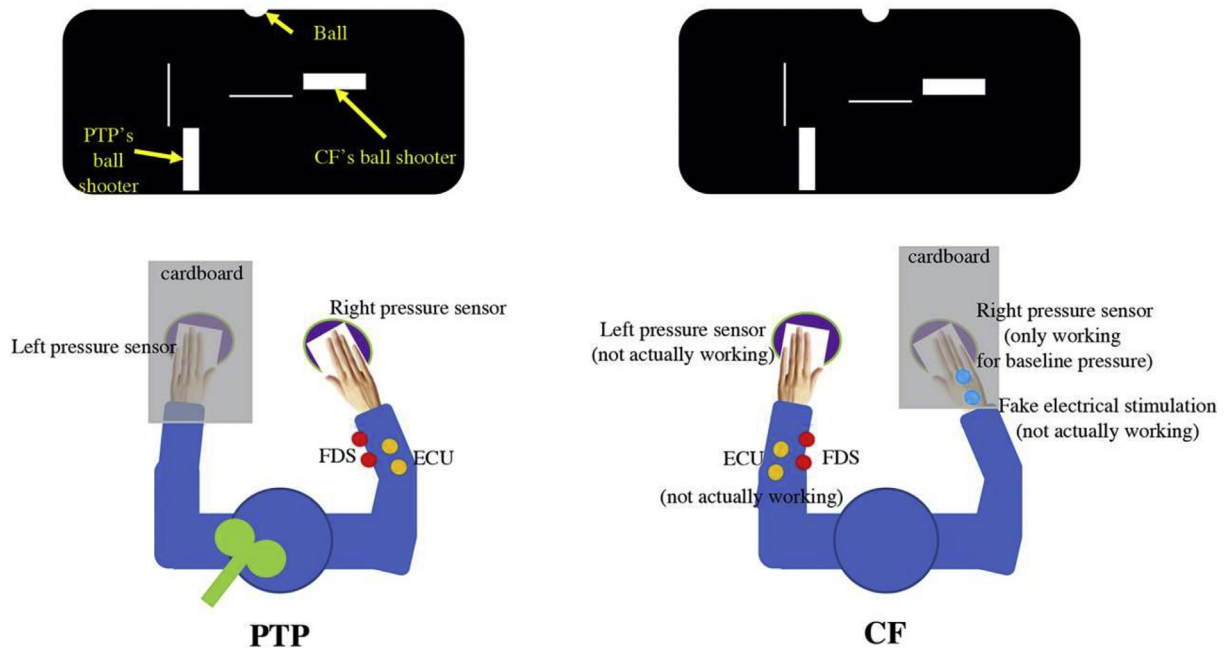 Ball
PTP's
ball
shooter
CF's ball shooter
cardboard
Left pressure sensor
Right pressure sensor
FDS
ECU
PTP
cardboard
Left pressure sensor
(not actually working)
Right pressure sensor
(only working
for baseline pressure)
Fake electrical stimulation
(not actually working)
ECU
FDS
(not actually working)
CF